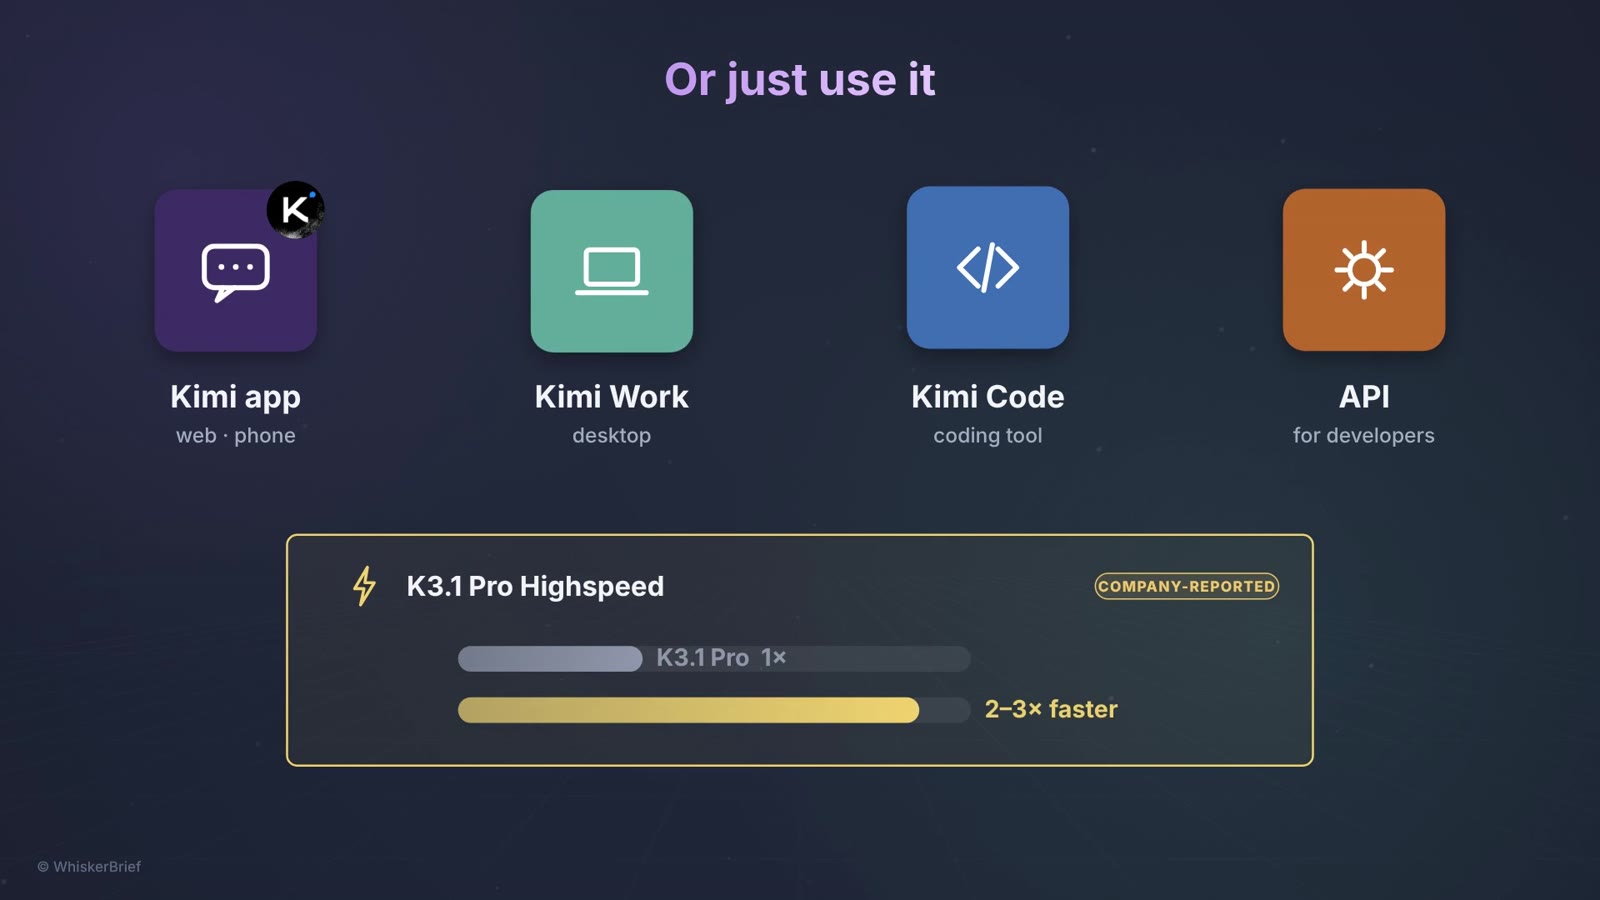 Or just use it
K
Kimi app
web · phone
Kimi Work
desktop
Kimi Code
coding tool
API
for developers
K3.1 Pro Highspeed
COMPANY-REPORTED
K3.1 Pro 1×
2–3× faster
© WhiskerBrief